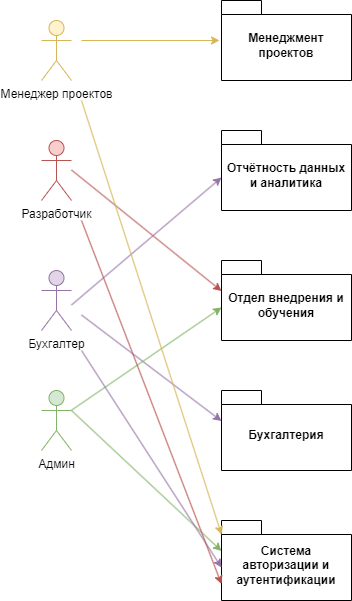 Менеджер проектов
Менеджмент
проектов
Разработчик
Отчётность данных
и аналитика
Бухгалтер
Отдел внедрения и
обучения
Админ
Бухгалтерия
Система
авторизации и
аутентификации